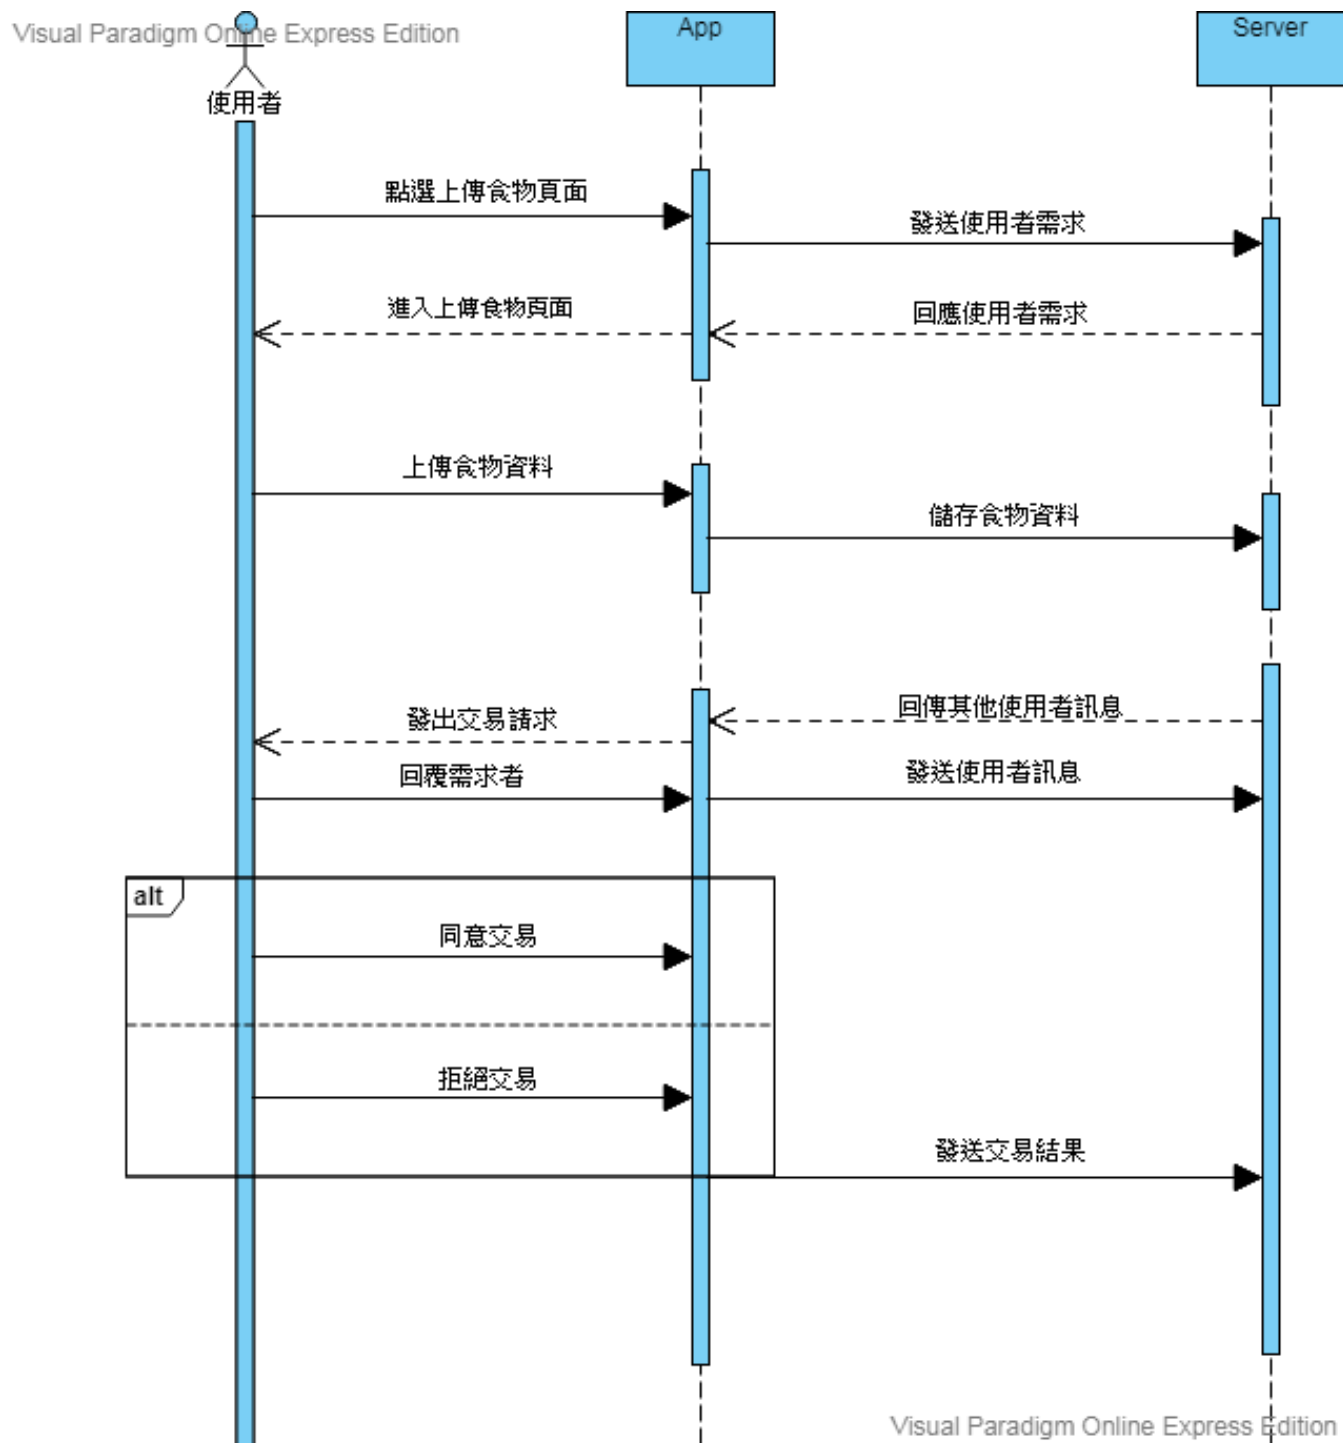 Visual Paradigm Online Express Edition
App
Server
使用者
點選上傳食物頁面
發送使用者需求
進入上傳食物頁面
回應使用者需求
上傳食物資料
儲存食物資料
回傳其他使用者訊息
發出交易請求
回覆需求者
發送使用者訊息
alt
同意交易
拒絕交易
發送交易結果
Visual Paradigm Online Express Edition